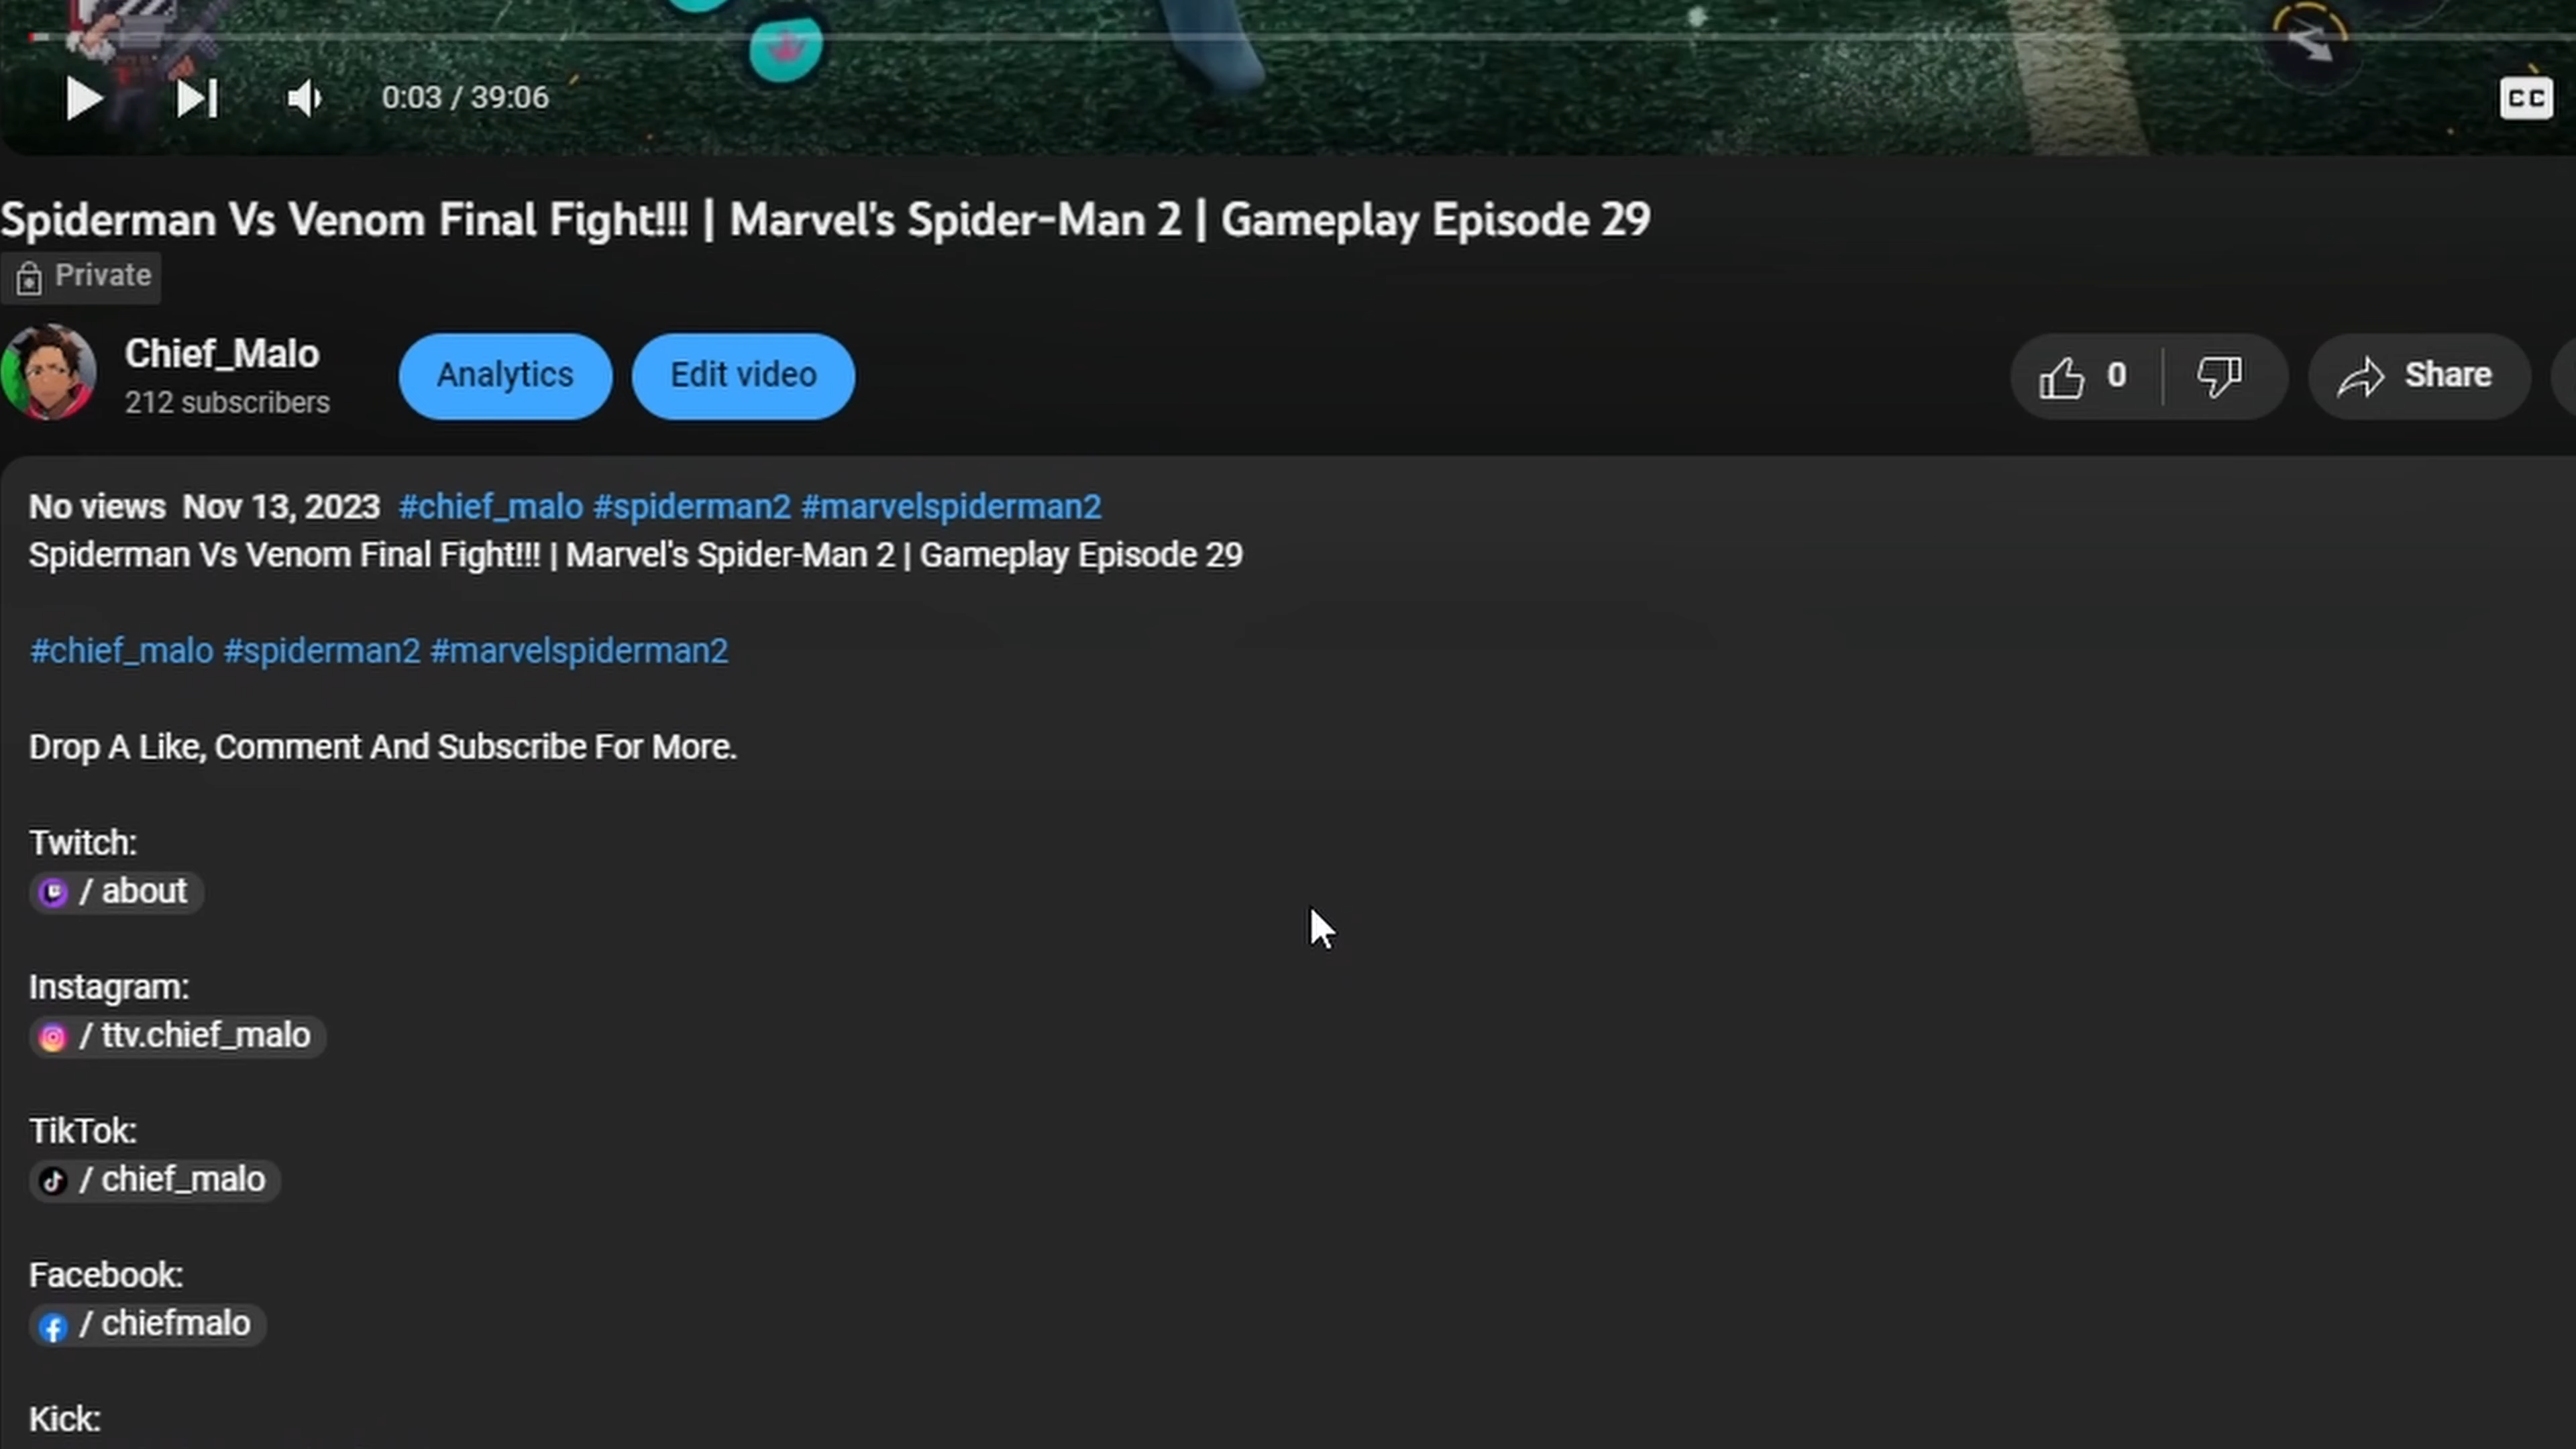 0:03 / 39:06
CC
Spiderman Vs Venom Final Fight!!! | Marvel's Spider-Man 2 | Gameplay Episode 29
Private
Chief_Malo
212 subscribers
Analytics
Edit video
0
Share
No views Nov 13, 2023 #chief_malo #spiderman2 #marvelspiderman2
Spiderman Vs Venom Final Fight!!! | Marvel's Spider-Man 2 | Gameplay Episode 29
#chief_malo #spiderman2 #marvelspiderman2
Drop A Like, Comment And Subscribe For More.
Twitch:
/ about
Instagram:
/ ttv.chief_malo
TikTok:
/ chief_malo
Facebook:
/ chiefmalo
Kick: